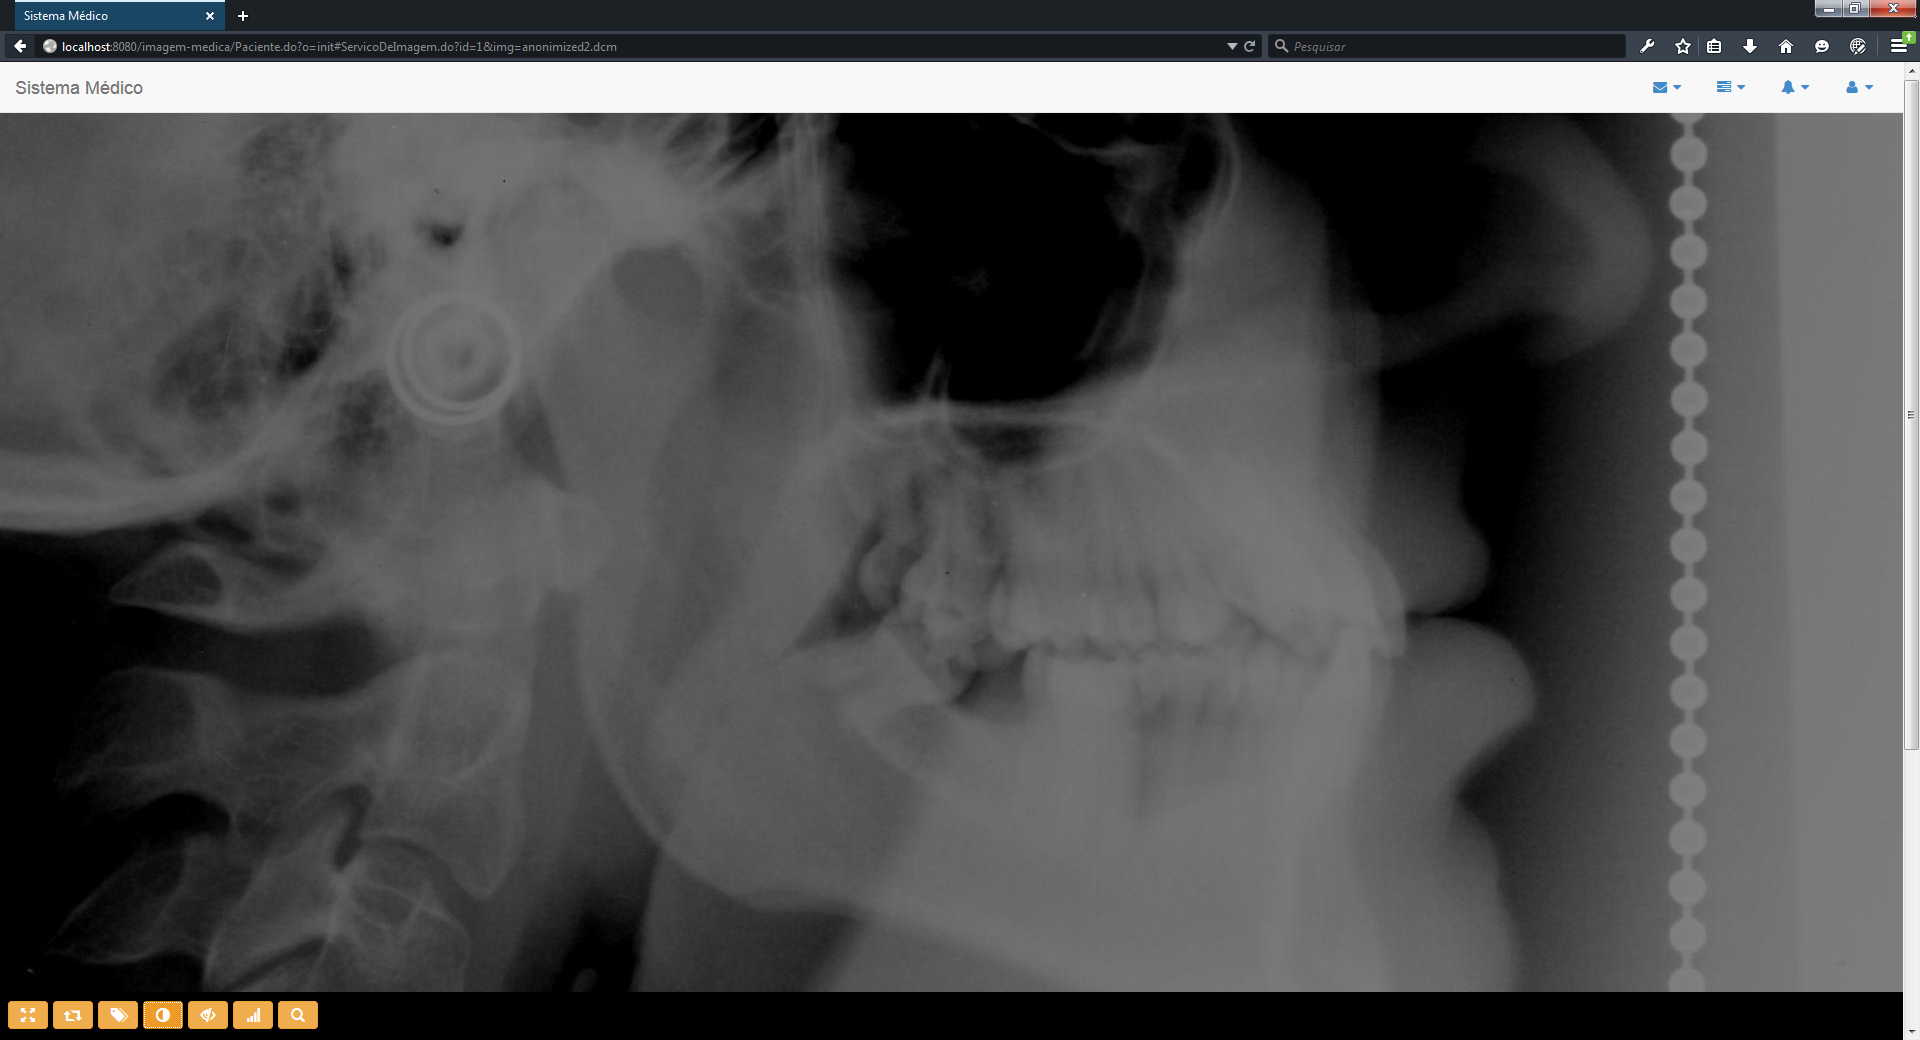 Sistema Médico
localhost:8080/imagem-medica/Paciente.do?o=init#ServicoDeImagem.do?id=1&img=anonimized2.dcm
Pesquisar
Sistema Médico